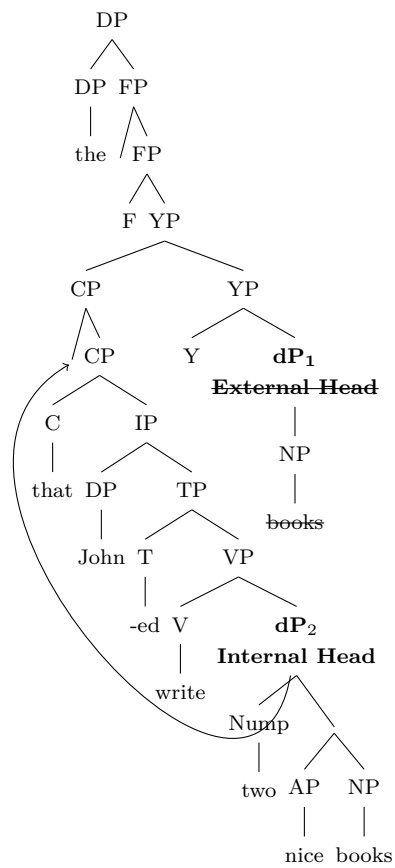 DP
DP FP
the FP
F YP
CP YP
CP Y dP₁
External Head
C IP
NP
that DP TP
books
John T VP
-ed V dP₂
Internal Head
write
Nump
two AP NP
nice books